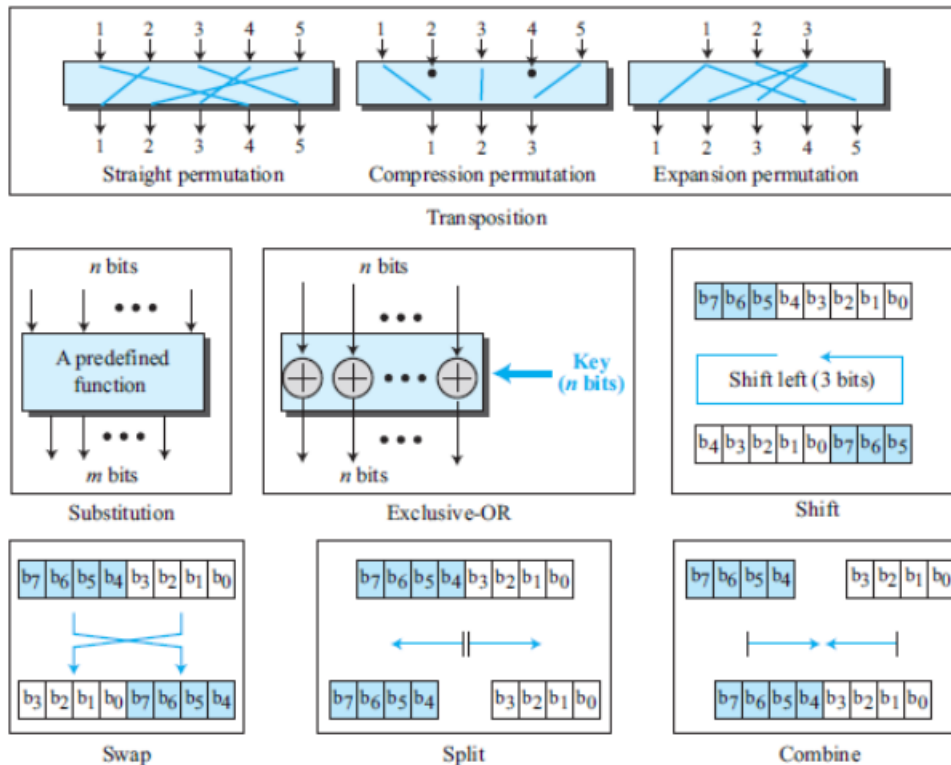 1 2 3 4 5
1 2 3 4 5
Straight permutation
1 2 3 4 5
1 2 3
Compression permutation
1 2 3
1 2 3 4 5
Expansion permutation
Transposition
n bits
A predefined
function
m bits
Substitution
n bits
Key
(n bits)
n bits
Exclusive-OR
b7 b6 b5 b4 b3 b2 b1 b0
Shift left (3 bits)
b4 b3 b2 b1 b0 b7 b6 b5
Shift
b7 b6 b5 b4 b3 b2 b1 b0
b3 b2 b1 b0 b7 b6 b5 b4
Swap
b7 b6 b5 b4 b3 b2 b1 b0
b7 b6 b5 b4 b3 b2 b1 b0
Split
b7 b6 b5 b4 b3 b2 b1 b0
b7 b6 b5 b4 b3 b2 b1 b0
Combine